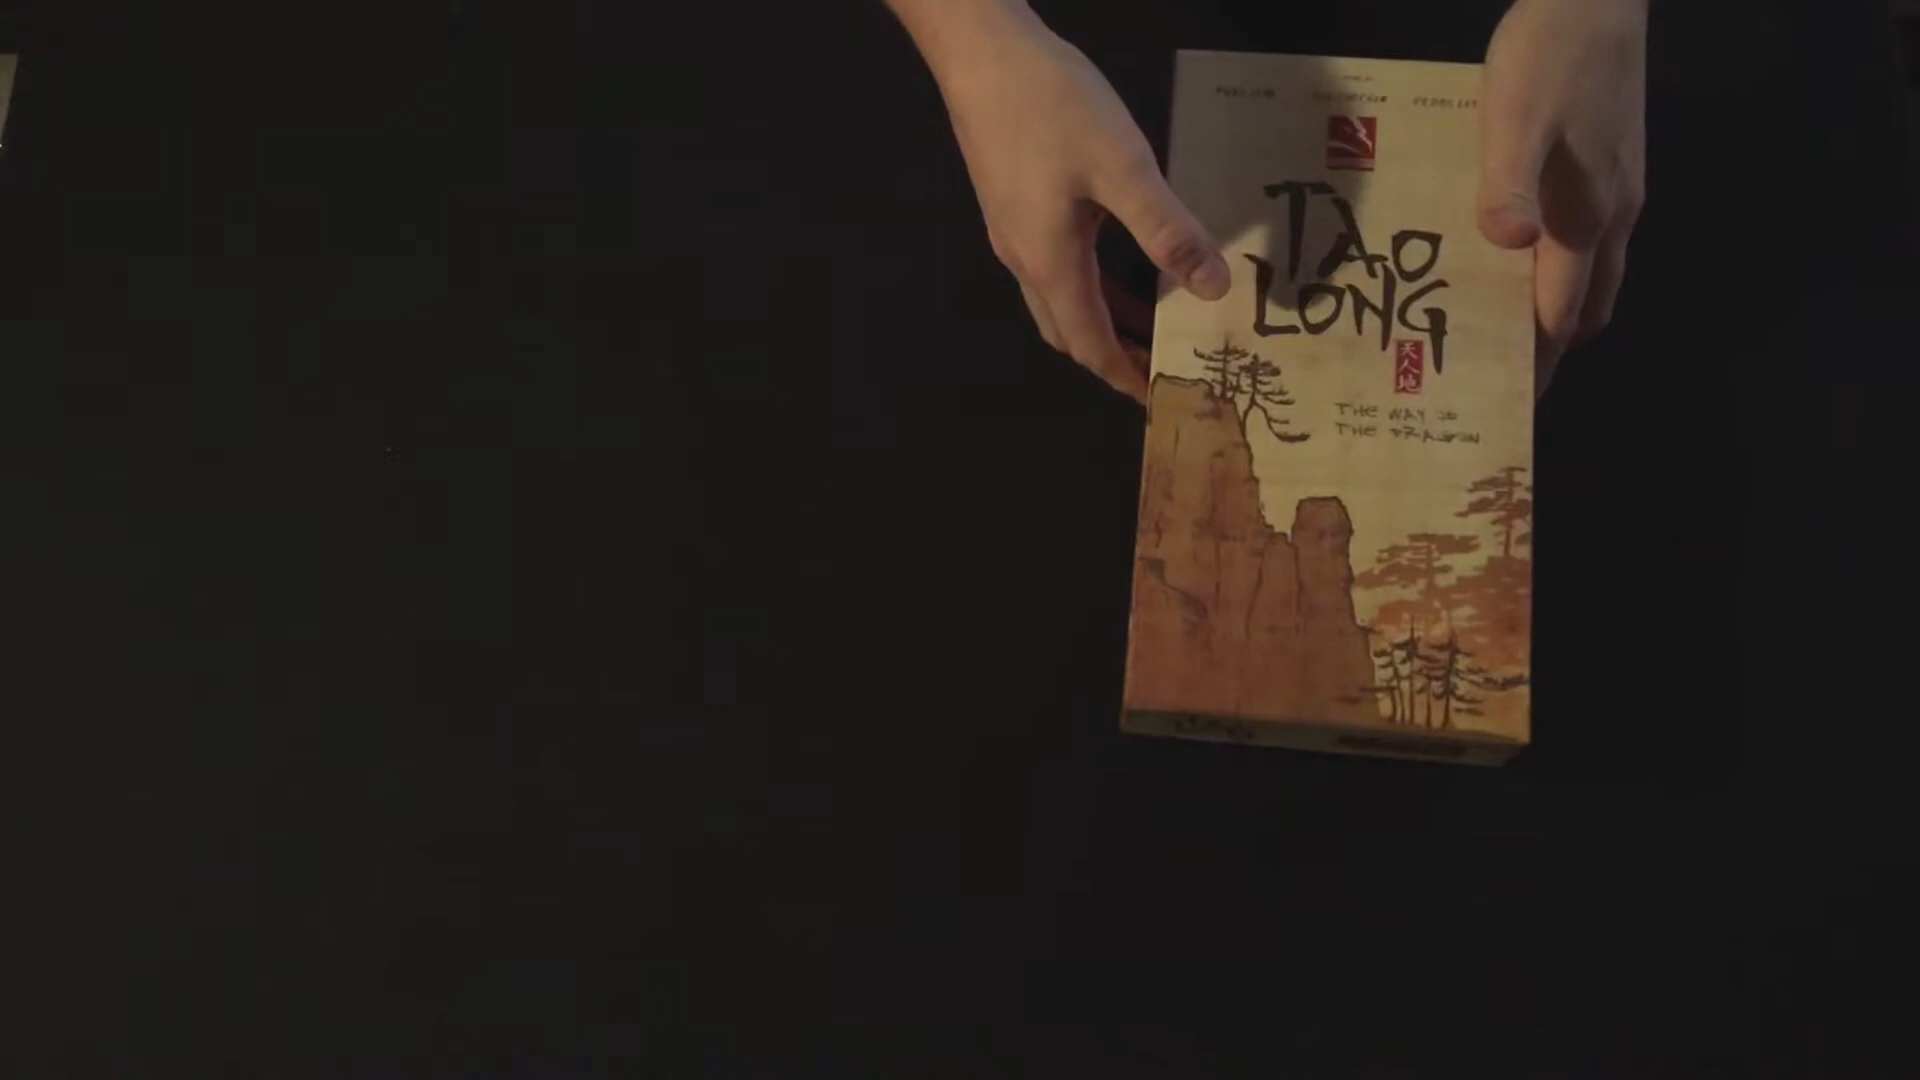 TAO
LONG
天人地
THE WAY OF
THE DRAGON